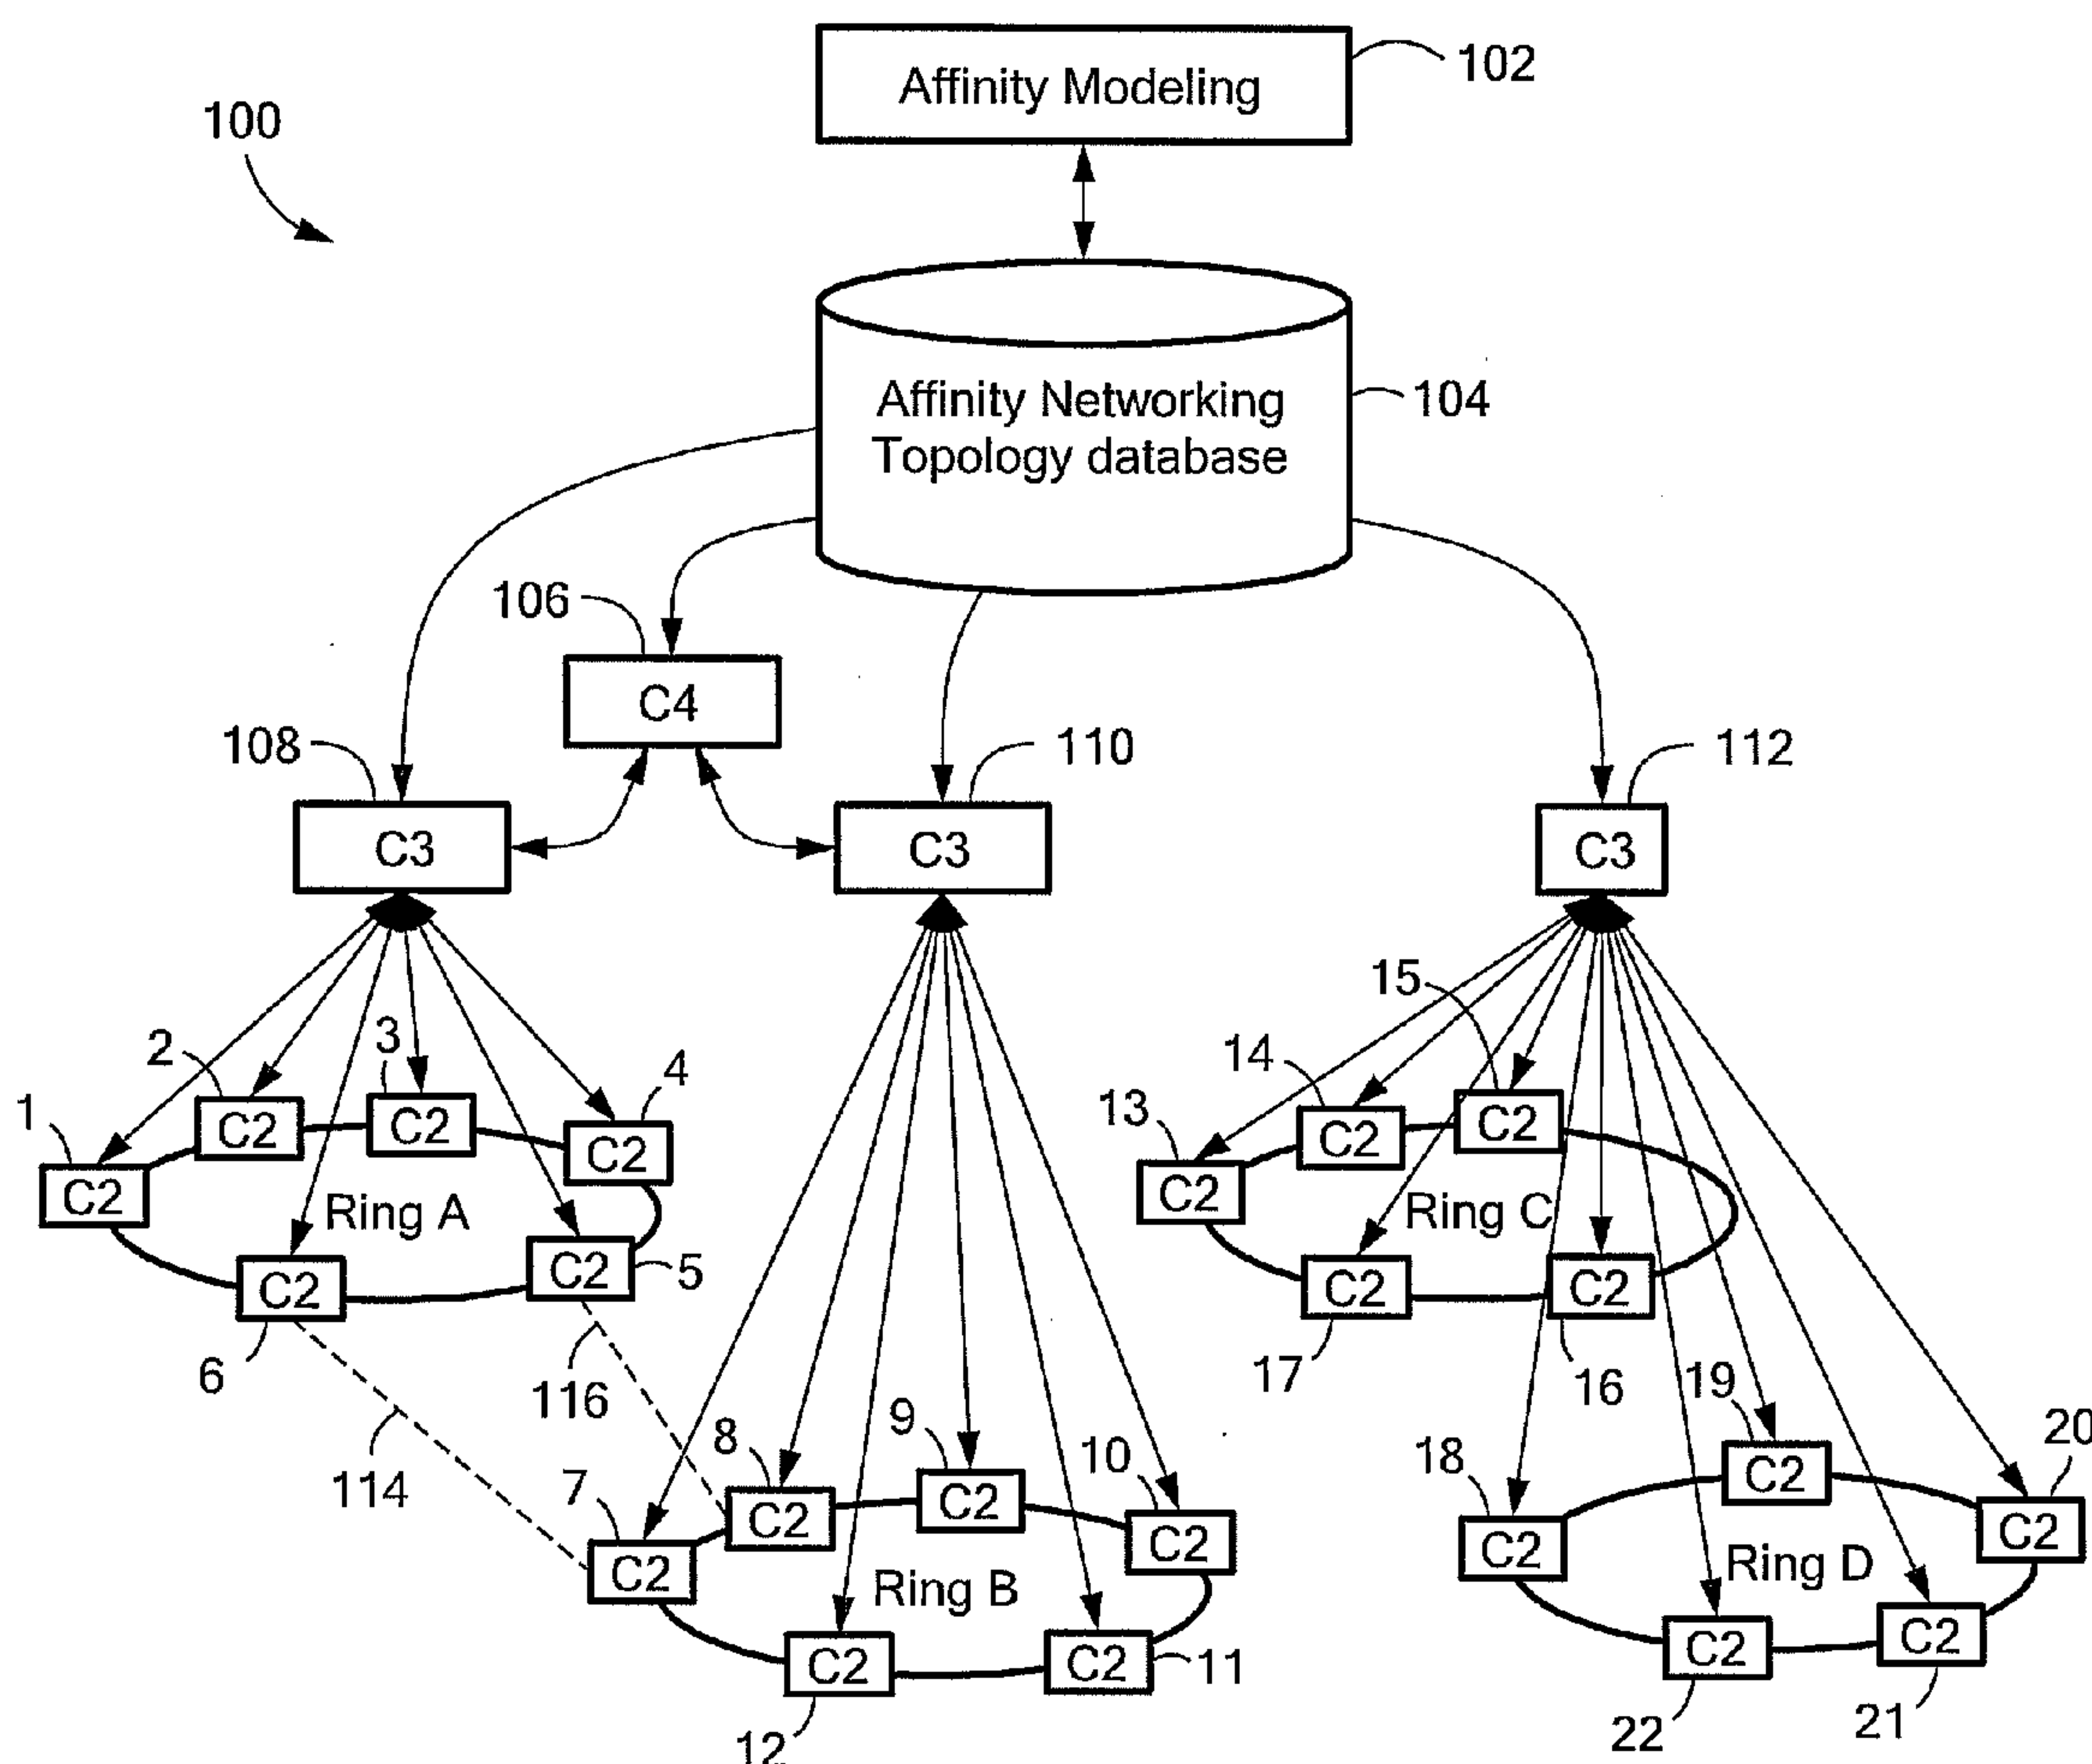 Affinity Modeling
102
100
Affinity Networking
Topology database
104
106
C4
108
110
112
C3
C3
C3
15
2
3
4
14
1
13
C2
C2
C2
C2
C2
C2
C2
C2
Ring A
Ring C
C2
C2
5
C2
C2
6
116
17
16
19
114
8
9
10
18
20
7
C2
C2
C2
C2
C2
C2
C2
Ring B
Ring D
C2
C2
11
C2
C2
12
22
21